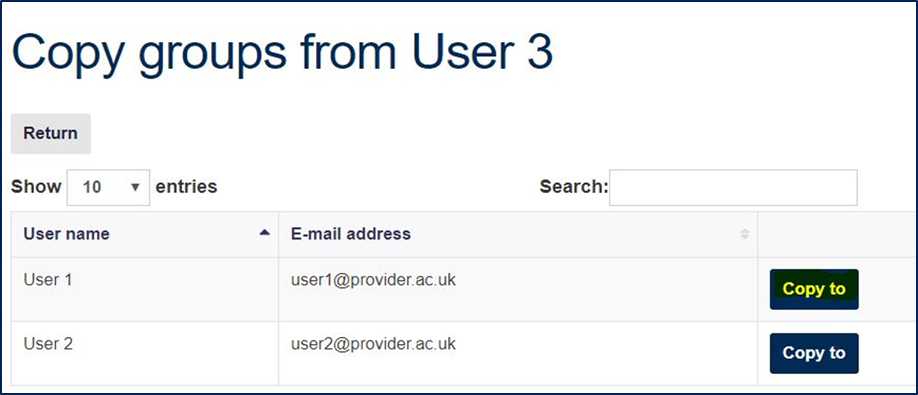 Copy groups from User 3
Return
Show 10 entries Search:
User name E-mail address
User 1 user1@provider.ac.uk Copy to
User 2 user2@provider.ac.uk Copy to